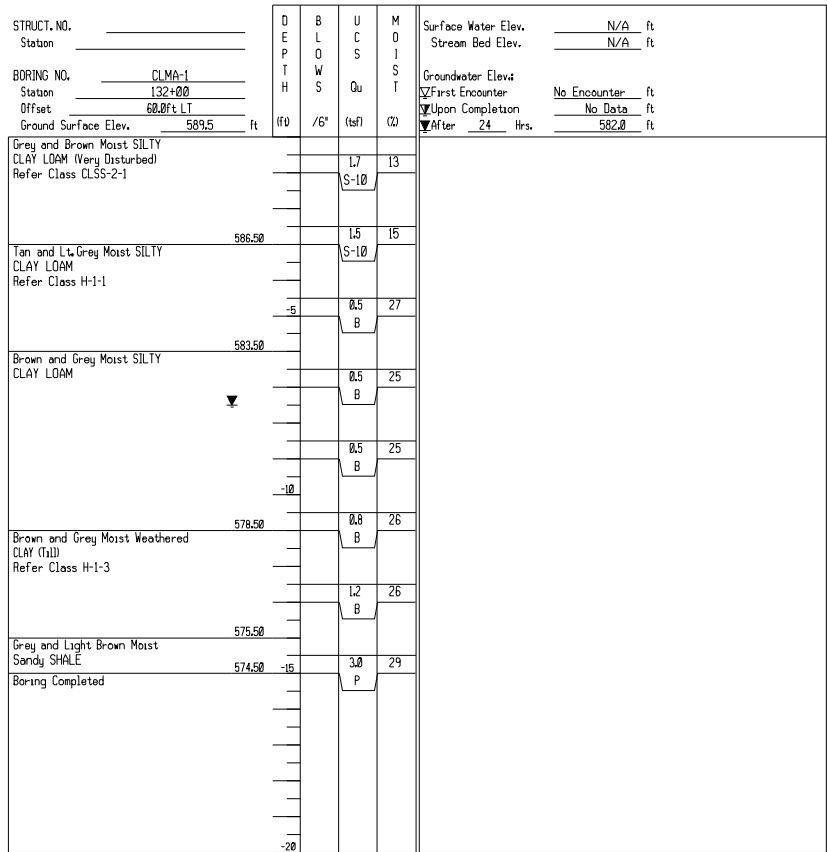 STRUCT. NO.
Station
BORING NO. CLMA-1
Station 132+00
Offset 60.0ft LT
Ground Surface Elev. 589.5 ft
DEPTH (ft)
BLOWS /6"
UCS Qu (tsf)
MOIST (%)
Surface Water Elev. N/A ft
Stream Bed Elev. N/A ft
Groundwater Elev.:
First Encounter No Encounter ft
Upon Completion No Data ft
After 24 Hrs. 582.0 ft
Grey and Brown Moist SILTY
CLAY LOAM (Very Disturbed)
1.7 13
Refer Class CLSS-2-1
S-10
1.5 15
586.50
Tan and Lt. Grey Moist SILTY
S-10
CLAY LOAM
Refer Class H-1-1
-5 0.5 27
B
583.50
Brown and Grey Moist SILTY
CLAY LOAM
0.5 25
B
0.5 25
B
-10
578.50 0.8 26
Brown and Grey Moist Weathered
B
CLAY (Till)
Refer Class H-1-3
1.2 26
B
575.50
Grey and Light Brown Moist
Sandy SHALE
574.50 -15 3.0 29
Boring Completed
P
-20